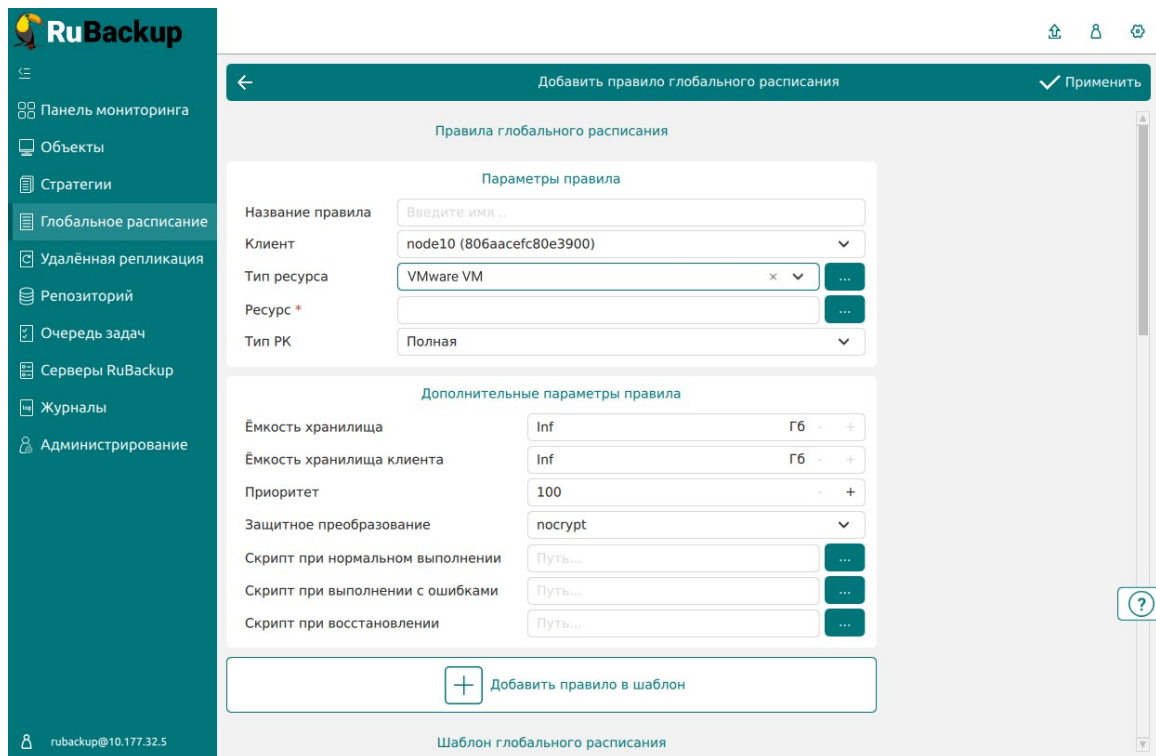 RuBackup
Панель мониторинга
Объекты
Стратегии
Глобальное расписание
Удалённая репликация
Репозиторий
Очередь задач
Серверы RuBackup
Журналы
Администрирование
rubackup@10.177.32.5
Добавить правило глобального расписания
Применить
Правила глобального расписания
Параметры правила
Название правила Введите имя ..
Клиент node10 (806aacefc80e3900)
Тип ресурса VMware VM × ...
Ресурс * ...
Тип РК Полная
Дополнительные параметры правила
Ёмкость хранилища Inf Гб - +
Ёмкость хранилища клиента Inf Гб - +
Приоритет 100 - +
Защитное преобразование nocrypt
Скрипт при нормальном выполнении Путь... ...
Скрипт при выполнении с ошибками Путь... ...
Скрипт при восстановлении Путь... ...
Добавить правило в шаблон
Шаблон глобального расписания
?